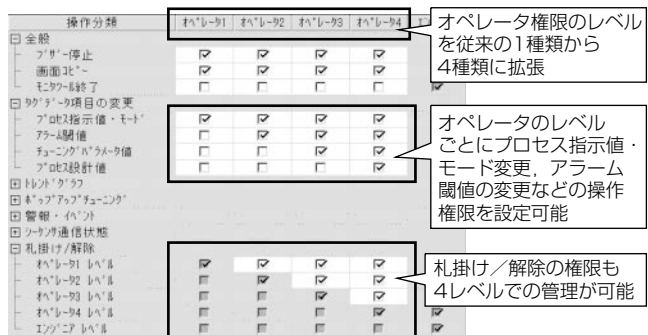 操作分類 オペレータ1 オペレータ2 オペレータ3 オペレータ4
全般
ブザー停止
画面コピー
モニタツール終了
タグデータ項目の変更
プロセス指示値・モード
アラーム閾値
チューニングパラメータ値
プロセス設計値
トレンドグラフ
ポップアップチューニング
警報・イベント
シーケンサ通信状態
札掛け/解除
オペレータ1 レベル
オペレータ2 レベル
オペレータ3 レベル
オペレータ4 レベル
エンジニア レベル
オペレータ権限のレベル
を従来の1種類から
4種類に拡張
オペレータのレベル
ごとにプロセス指示値・
モード変更，アラーム
閾値の変更などの操作
権限を設定可能
札掛け／解除の権限も
4レベルでの管理が可能